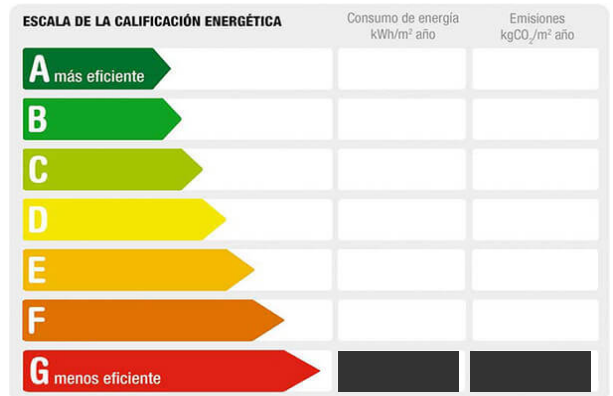 ESCALA DE LA CALIFICACIÓN ENERGÉTICA
Consumo de energía
kWh/m² año
Emisiones
kgCO₂/m² año
A más eficiente
B
C
D
E
F
G menos eficiente